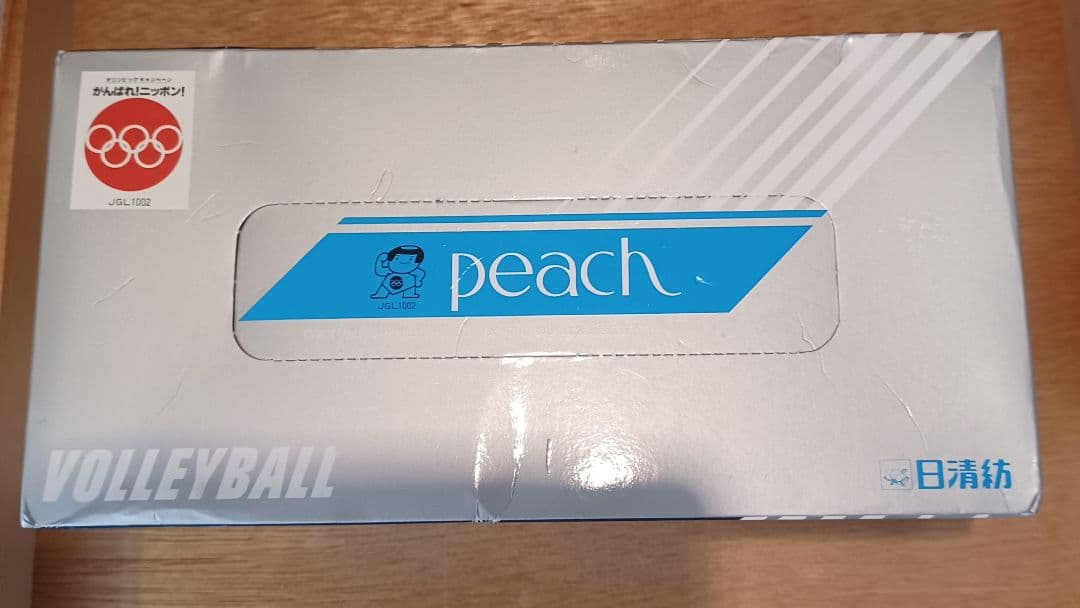 オリンピックキャンペーン
がんばれ!ニッポン!
JGL1002
peach
JGL1002
VOLLEYBALL
日清紡